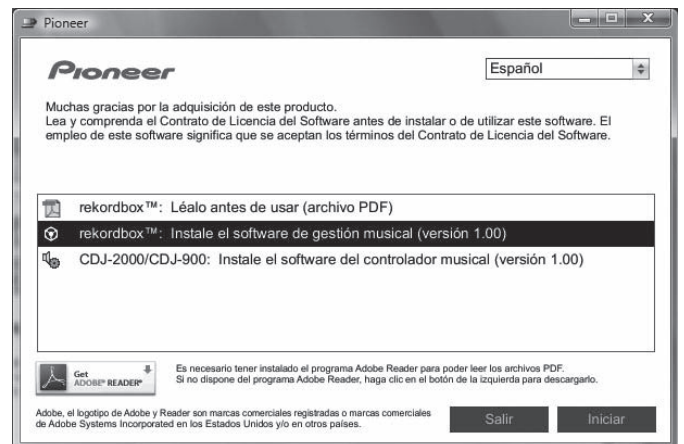 Pioneer
Pioneer
Español
Muchas gracias por la adquisición de este producto.
Lea y comprenda el Contrato de Licencia del Software antes de instalar o de utilizar este software. El
empleo de este software significa que se aceptan los términos del Contrato de Licencia del Software.
rekordbox™: Léalo antes de usar (archivo PDF)
rekordbox™: Instale el software de gestión musical (versión 1.00)
CDJ-2000/CDJ-900: Instale el software del controlador musical (versión 1.00)
Get
ADOBE® READER®
Es necesario tener instalado el programa Adobe Reader para poder leer los archivos PDF.
Si no dispone del programa Adobe Reader, haga clic en el botón de la izquierda para descargarlo.
Adobe, el logotipo de Adobe y Reader son marcas comerciales registradas o marcas comerciales
de Adobe Systems Incorporated en los Estados Unidos y/o en otros países.
Salir
Iniciar